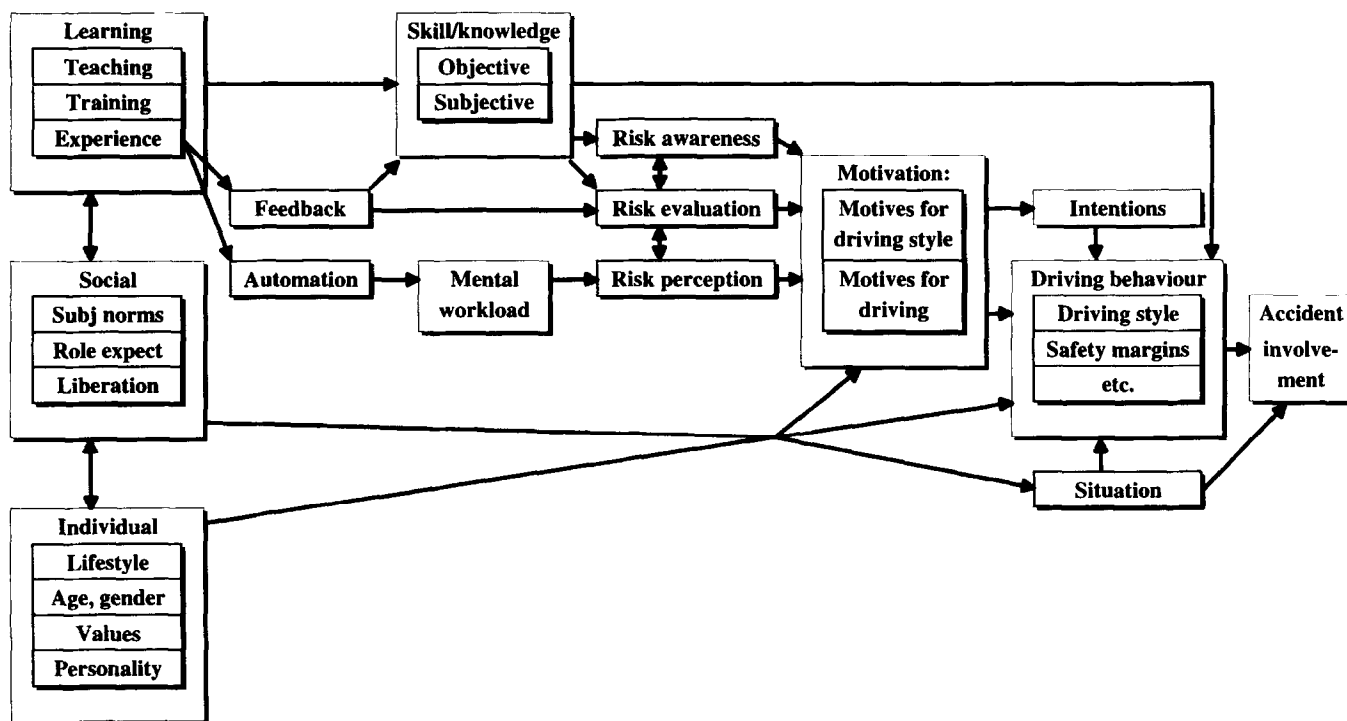 Learning
Teaching
Training
Experience
Skill/knowledge
Objective
Subjective
Risk awareness
Feedback
Risk evaluation
Automation
Mental
workload
Risk perception
Motivation:
Motives for
driving style
Motives for
driving
Intentions
Social
Subj norms
Role expect
Liberation
Driving behaviour
Driving style
Safety margins
etc.
Accident
involve-
ment
Situation
Individual
Lifestyle
Age, gender
Values
Personality